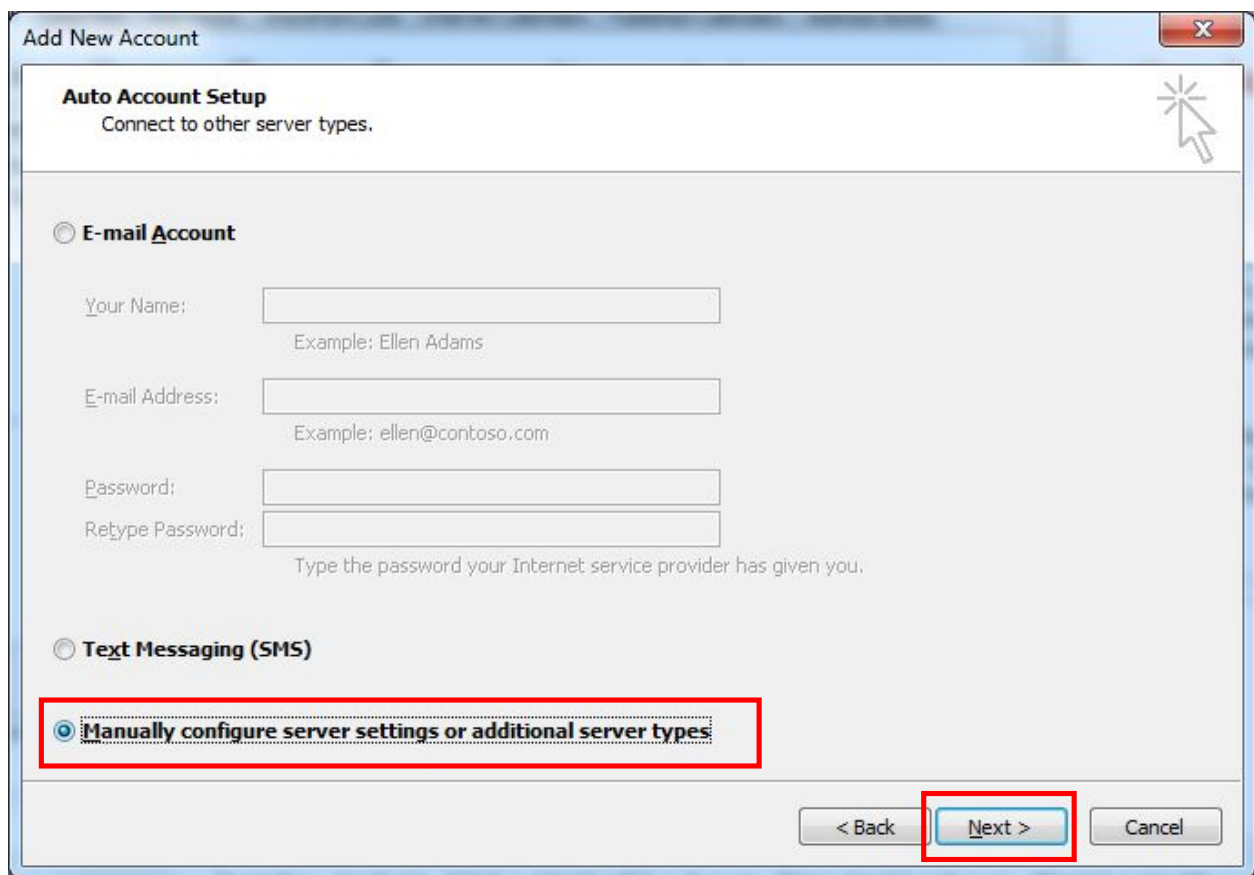 Add New Account
Auto Account Setup
Connect to other server types.
E-mail Account
Your Name:
Example: Ellen Adams
E-mail Address:
Example: ellen@contoso.com
Password:
Retype Password:
Type the password your Internet service provider has given you.
Text Messaging (SMS)
Manually configure server settings or additional server types
< Back Next > Cancel